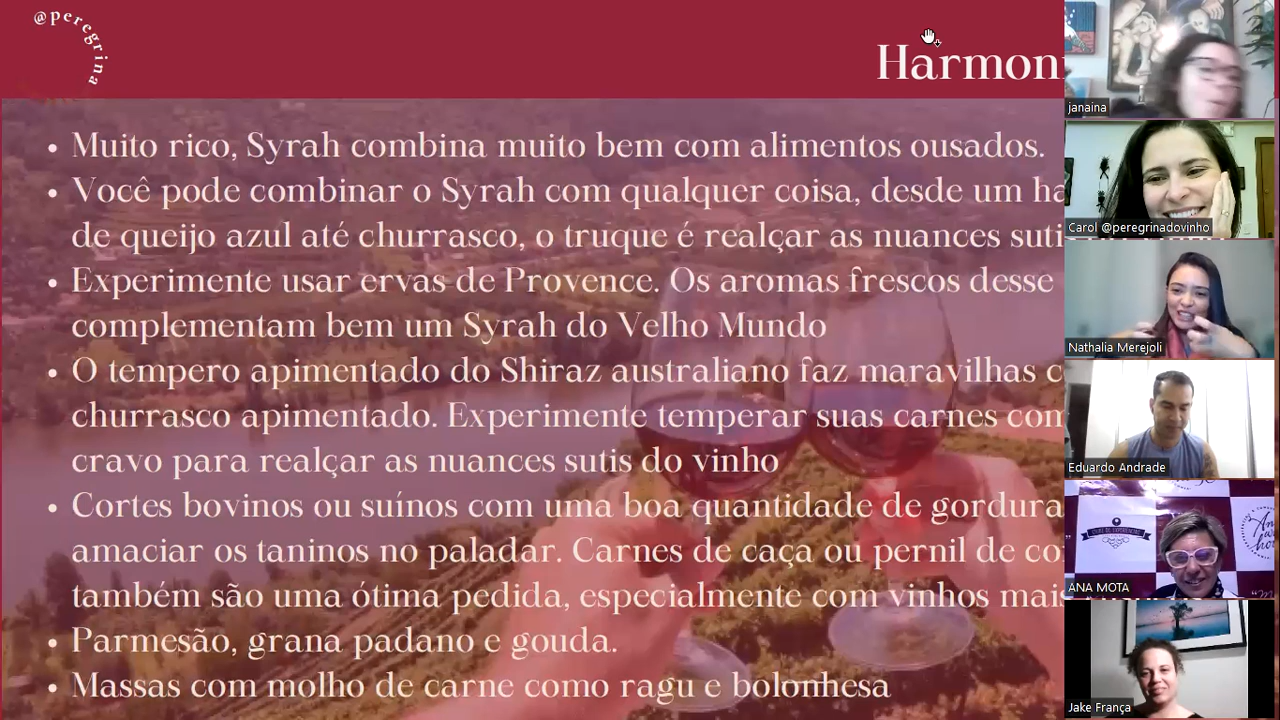 @peregrina
Harmon
• Muito rico, Syrah combina muito bem com alimentos ousados.
• Você pode combinar o Syrah com qualquer coisa, desde um ha
de queijo azul até churrasco, o truque é realçar as nuances suti
• Experimente usar ervas de Provence. Os aromas frescos desse
complementam bem um Syrah do Velho Mundo
• O tempero apimentado do Shiraz australiano faz maravilhas c
churrasco apimentado. Experimente temperar suas carnes com
cravo para realçar as nuances sutis do vinho
• Cortes bovinos ou suínos com uma boa quantidade de gordura
amaciar os taninos no paladar. Carnes de caça ou pernil de co
também são uma ótima pedida, especialmente com vinhos mais
• Parmesão, grana padano e gouda.
• Massas com molho de carne como ragu e bolonhesa
janaina
Carol @peregrinadovinho
Nathalia Merejoli
Eduardo Andrade
ANA MOTA
Jake França